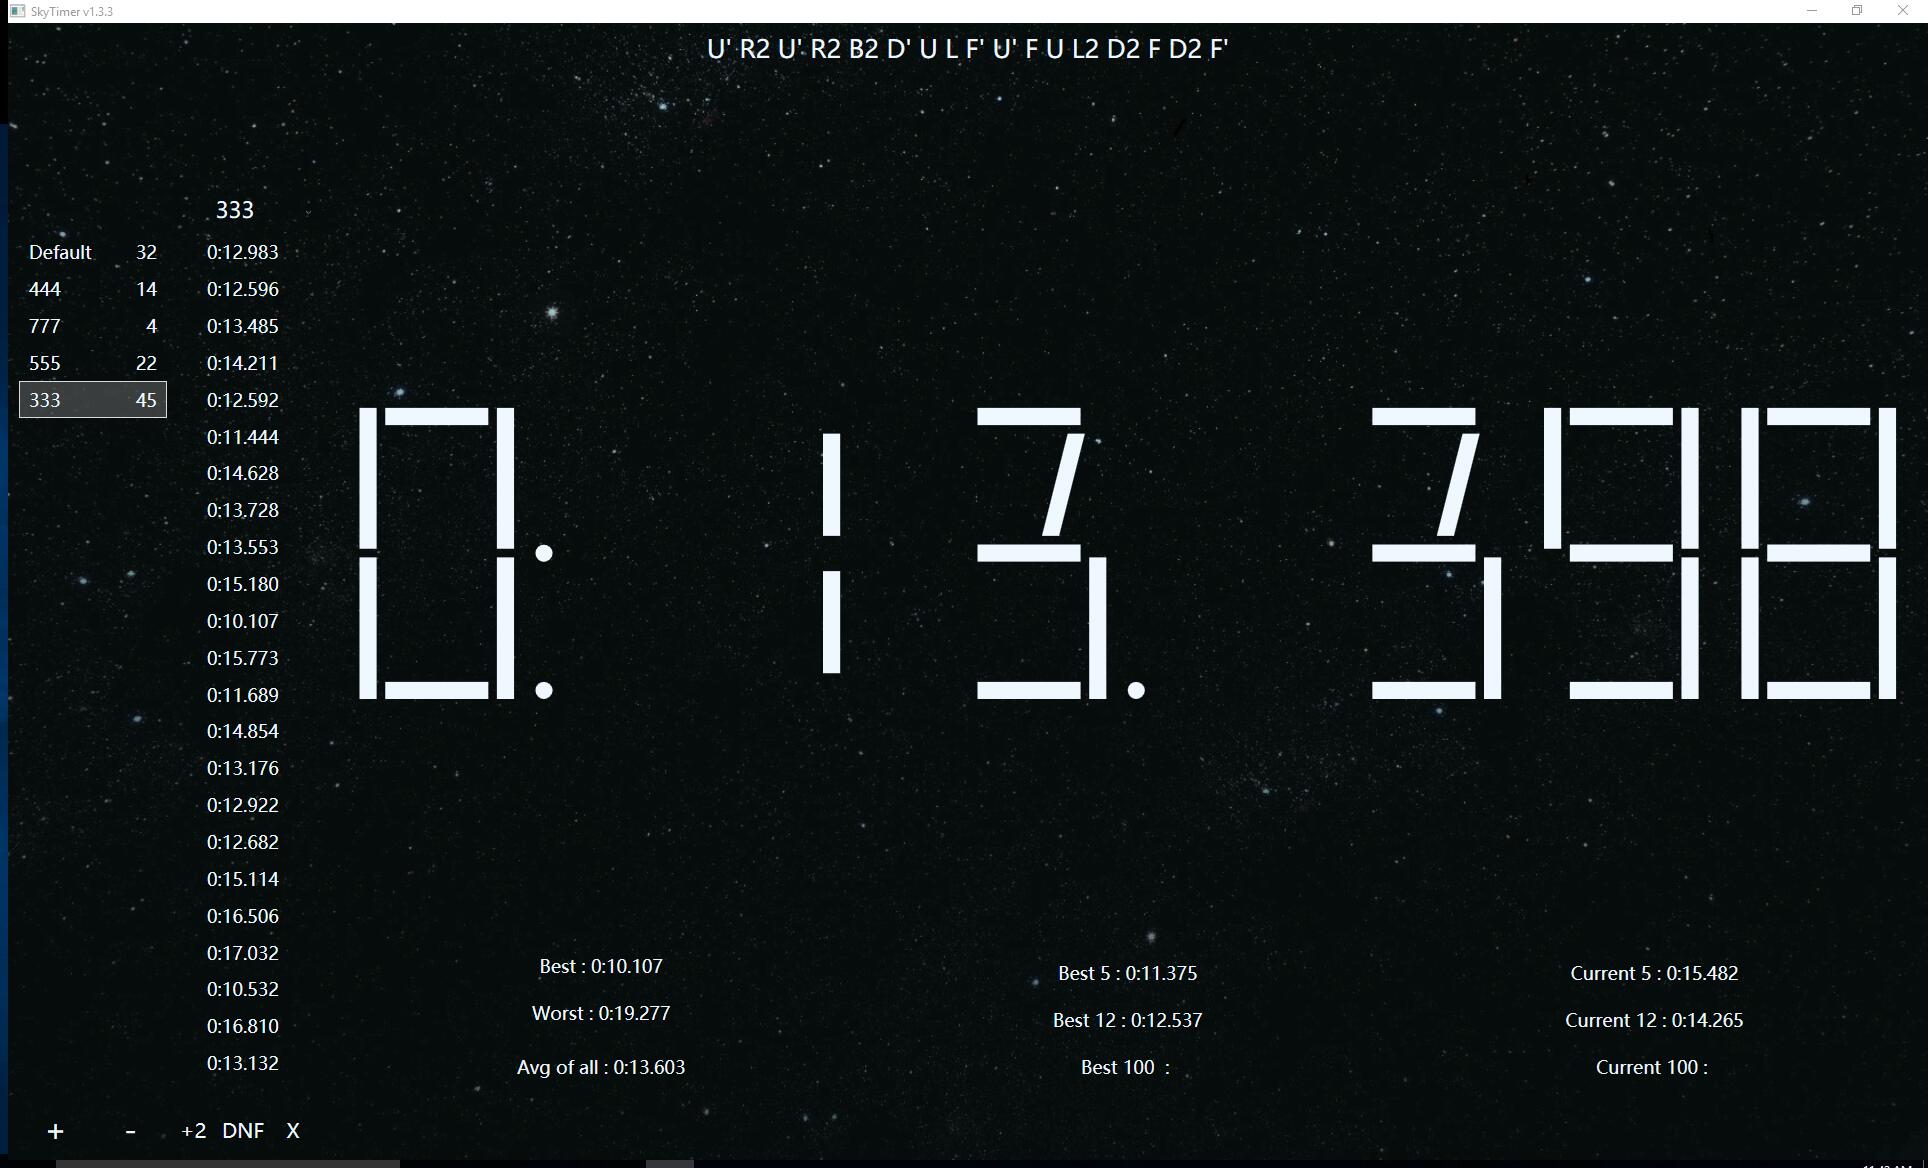 SkyTimer v1.3.3
U' R2 U' R2 B2 D' U L F' U' F U L2 D2 F D2 F'
333
Default 32
444 14
777 4
555 22
333 45
0:12.983
0:12.596
0:13.485
0:14.211
0:12.592
0:11.444
0:14.628
0:13.728
0:13.553
0:15.180
0:10.107
0:15.773
0:11.689
0:14.854
0:13.176
0:12.922
0:12.682
0:15.114
0:16.506
0:17.032
0:10.532
0:16.810
0:13.132
0:13.398
Best : 0:10.107
Worst : 0:19.277
Avg of all : 0:13.603
Best 5 : 0:11.375
Best 12 : 0:12.537
Best 100 :
Current 5 : 0:15.482
Current 12 : 0:14.265
Current 100 :
+ - +2 DNF X